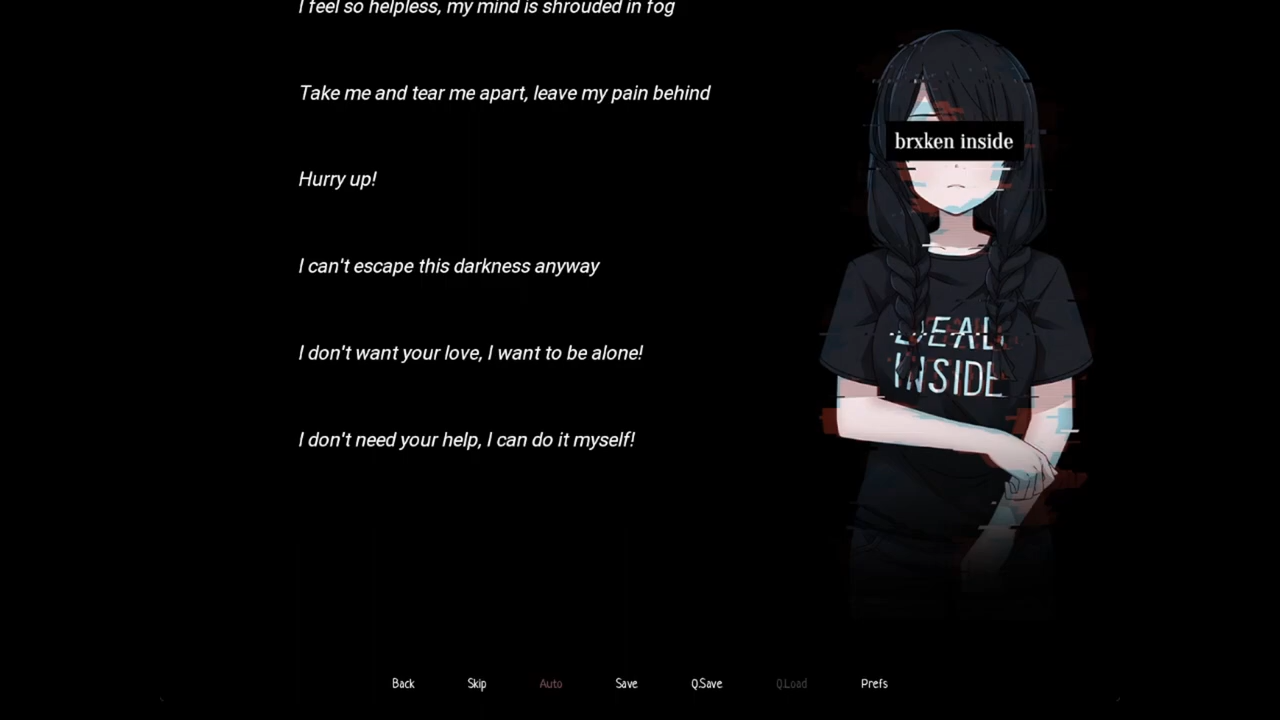 I feel so helpless, my mind is shrouded in fog
Take me and tear me apart, leave my pain behind
brxken inside
Hurry up!
I can't escape this darkness anyway
DEAD
INSIDE
I don't want your love, I want to be alone!
I don't need your help, I can do it myself!
Back Skip Auto Save Q.Save Q.Load Prefs